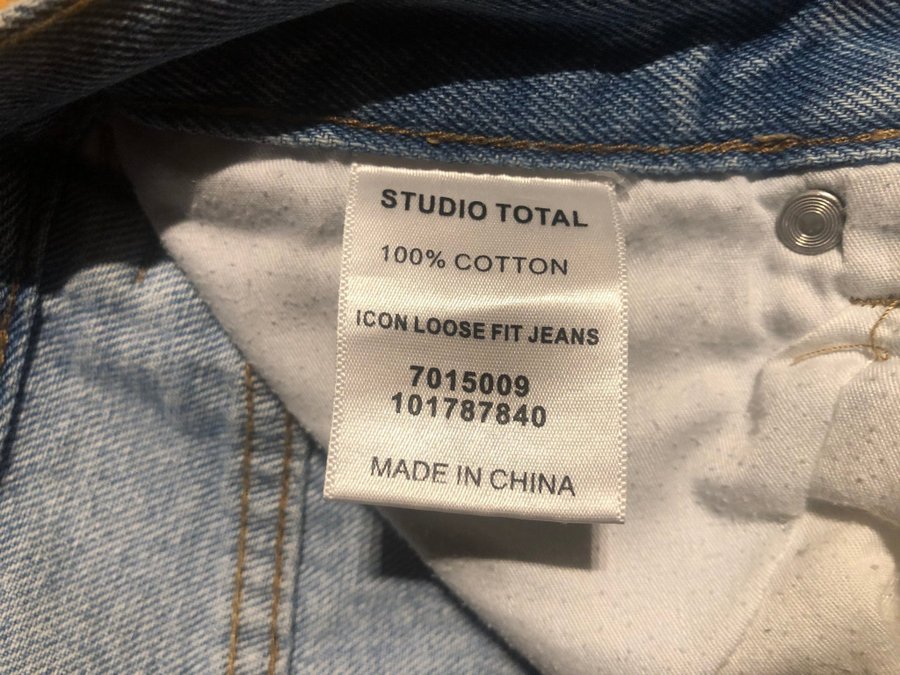 STUDIO TOTAL
100% COTTON
ICON LOOSE FIT JEANS
7015009
101787840
MADE IN CHINA